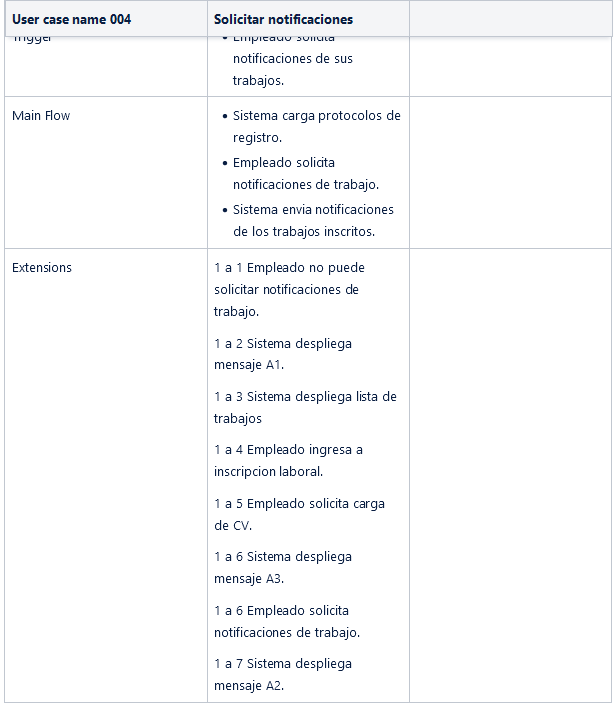 User case name 004
Solicitar notificaciones
Trigger
• Empleado solicita
notificaciones de sus
trabajos.
Main Flow
• Sistema carga protocolos de
registro.
• Empleado solicita
notificaciones de trabajo.
• Sistema envia notificaciones
de los trabajos inscritos.
Extensions
1 a 1 Empleado no puede
solicitar notificaciones de
trabajo.
1 a 2 Sistema despliega
mensaje A1.
1 a 3 Sistema despliega lista de
trabajos
1 a 4 Empleado ingresa a
inscripcion laboral.
1 a 5 Empleado solicita carga
de CV.
1 a 6 Sistema despliega
mensaje A3.
1 a 6 Empleado solicita
notificaciones de trabajo.
1 a 7 Sistema despliega
mensaje A2.